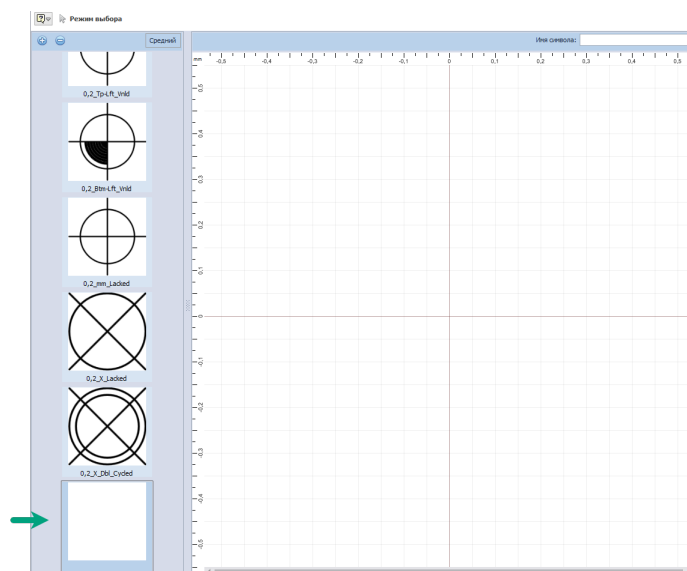 Режим выбора
Средний
Имя символа:
mm -0,5 -0,4 -0,3 -0,2 -0,1 0 0,1 0,2 0,3 0,4 0,5
0,5
0,4
0,3
0,2
0,1
0
-0,1
-0,2
-0,3
-0,4
-0,5
0,2_Tp-Lft_Vnld
0,2_Btm-Lft_Vnld
0,2_mm_Lacked
0,2_X_Lacked
0,2_X_Dbl_Cycled